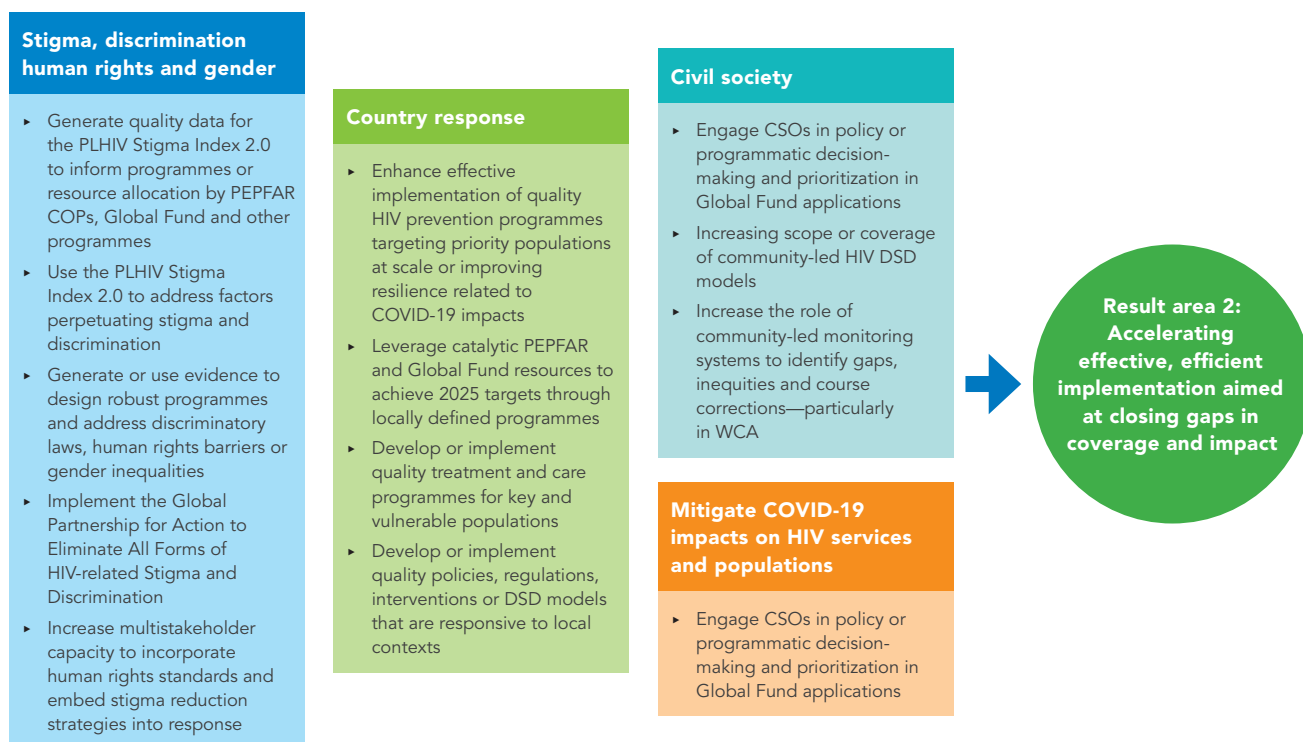 Stigma, discrimination
human rights and gender
▸ Generate quality data for
the PLHIV Stigma Index 2.0
to inform programmes or
resource allocation by PEPFAR
COPs, Global Fund and other
programmes
▸ Use the PLHIV Stigma
Index 2.0 to address factors
perpetuating stigma and
discrimination
▸ Generate or use evidence to
design robust programmes
and address discriminatory
laws, human rights barriers or
gender inequalities
▸ Implement the Global
Partnership for Action to
Eliminate All Forms of
HIV-related Stigma and
Discrimination
▸ Increase multistakeholder
capacity to incorporate
human rights standards and
embed stigma reduction
strategies into response
Country response
▸ Enhance effective
implementation of quality
HIV prevention programmes
targeting priority populations
at scale or improving
resilience related to
COVID-19 impacts
▸ Leverage catalytic PEPFAR
and Global Fund resources to
achieve 2025 targets through
locally defined programmes
▸ Develop or implement
quality treatment and care
programmes for key and
vulnerable populations
▸ Develop or implement
quality policies, regulations,
interventions or DSD models
that are responsive to local
contexts
Civil society
▸ Engage CSOs in policy or
programmatic decision-
making and prioritization in
Global Fund applications
▸ Increasing scope or coverage
of community-led HIV DSD
models
▸ Increase the role of
community-led monitoring
systems to identify gaps,
inequities and course
corrections—particularly
in WCA
Mitigate COVID-19
impacts on HIV services
and populations
▸ Engage CSOs in policy or
programmatic decision-
making and prioritization in
Global Fund applications
Result area 2:
Accelerating
effective, efficient
implementation aimed
at closing gaps in
coverage and impact